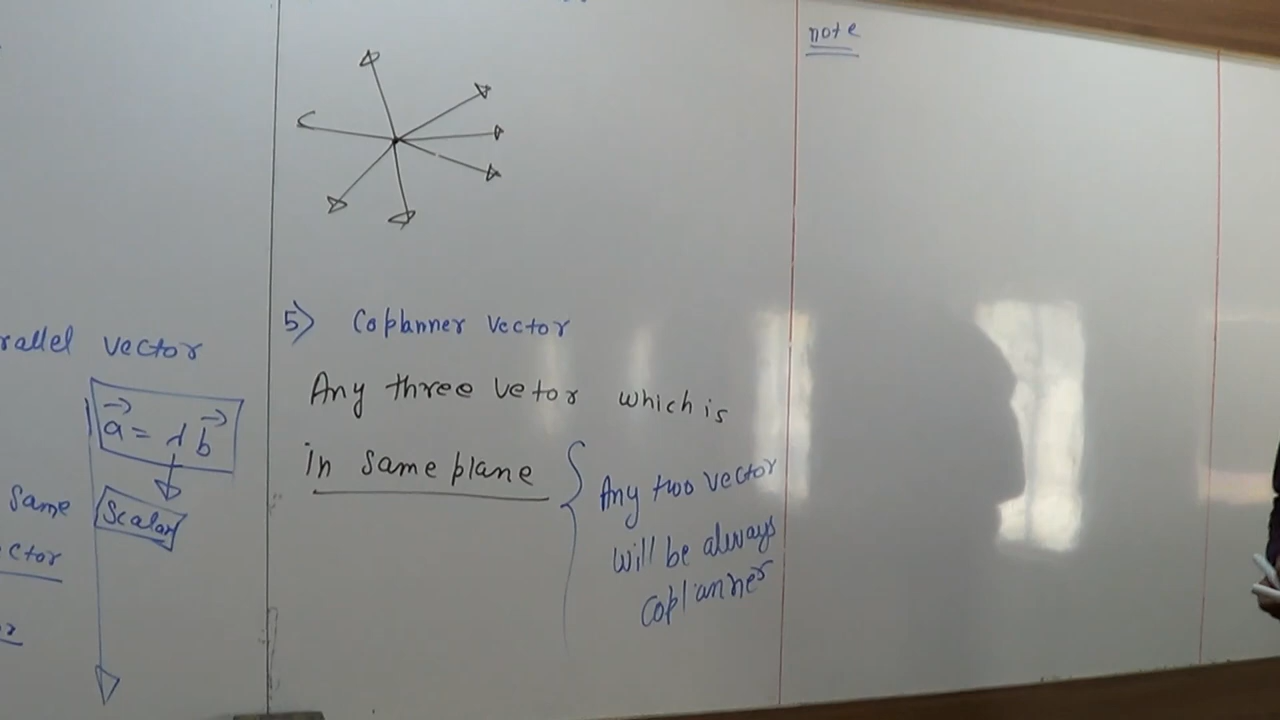 rallel vector
a = λ b
Scalar
Same
ctor
5) Coplanner Vector
Any three vetor which is
in same plane
Any two vector
will be always
coplanner
note